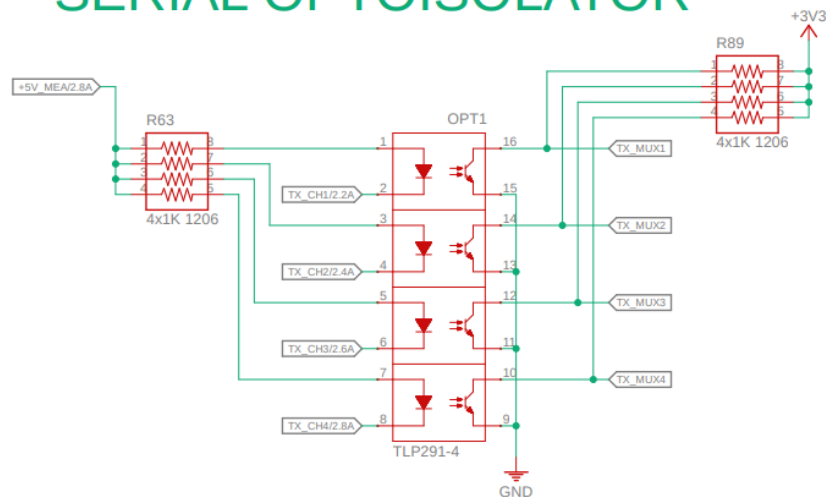 SERIAL OPTOISOLATOR
+3V3
R89
+5V_MEA/2.8A
1 8
2 7
3 6
4 5
4x1K 1206
R63
1 8
2 7
3 6
4 5
4x1K 1206
OPT1
1 16
TX_MUX1
TX_CH1/2.2A
2 15
3 14
TX_MUX2
TX_CH2/2.4A
4 13
5 12
TX_MUX3
TX_CH3/2.6A
6 11
7 10
TX_MUX4
TX_CH4/2.8A
8 9
TLP291-4
GND